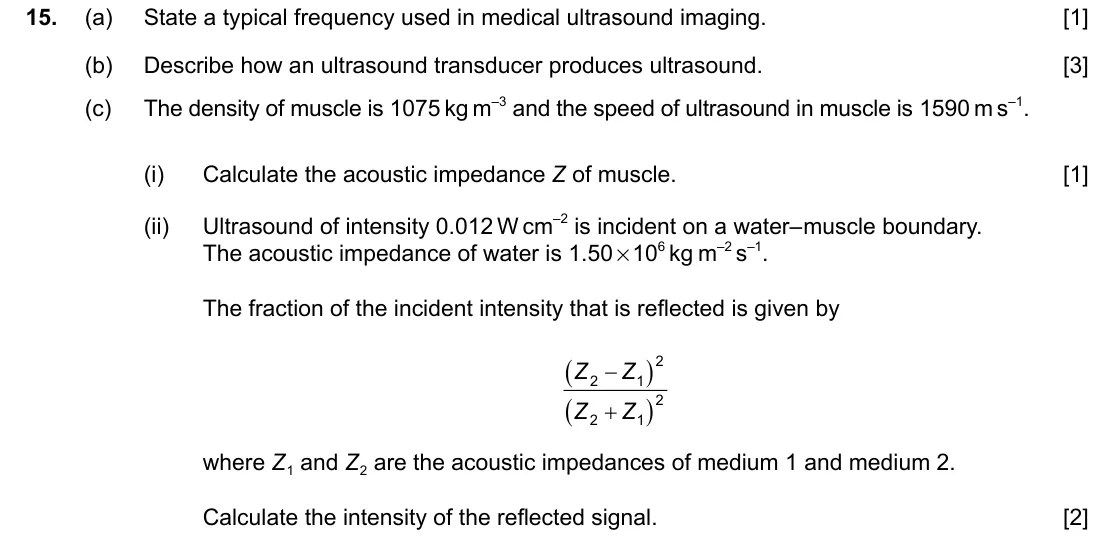 15. (a) State a typical frequency used in medical ultrasound imaging. [1]
(b) Describe how an ultrasound transducer produces ultrasound. [3]
(c) The density of muscle is 1075 kg m⁻³ and the speed of ultrasound in muscle is 1590 m s⁻¹.
(i) Calculate the acoustic impedance Z of muscle. [1]
(ii) Ultrasound of intensity 0.012 W cm⁻² is incident on a water–muscle boundary.
The acoustic impedance of water is 1.50 × 10⁶ kg m⁻² s⁻¹.
The fraction of the incident intensity that is reflected is given by
(Z₂ − Z₁)²
(Z₂ + Z₁)²
where Z₁ and Z₂ are the acoustic impedances of medium 1 and medium 2.
Calculate the intensity of the reflected signal. [2]